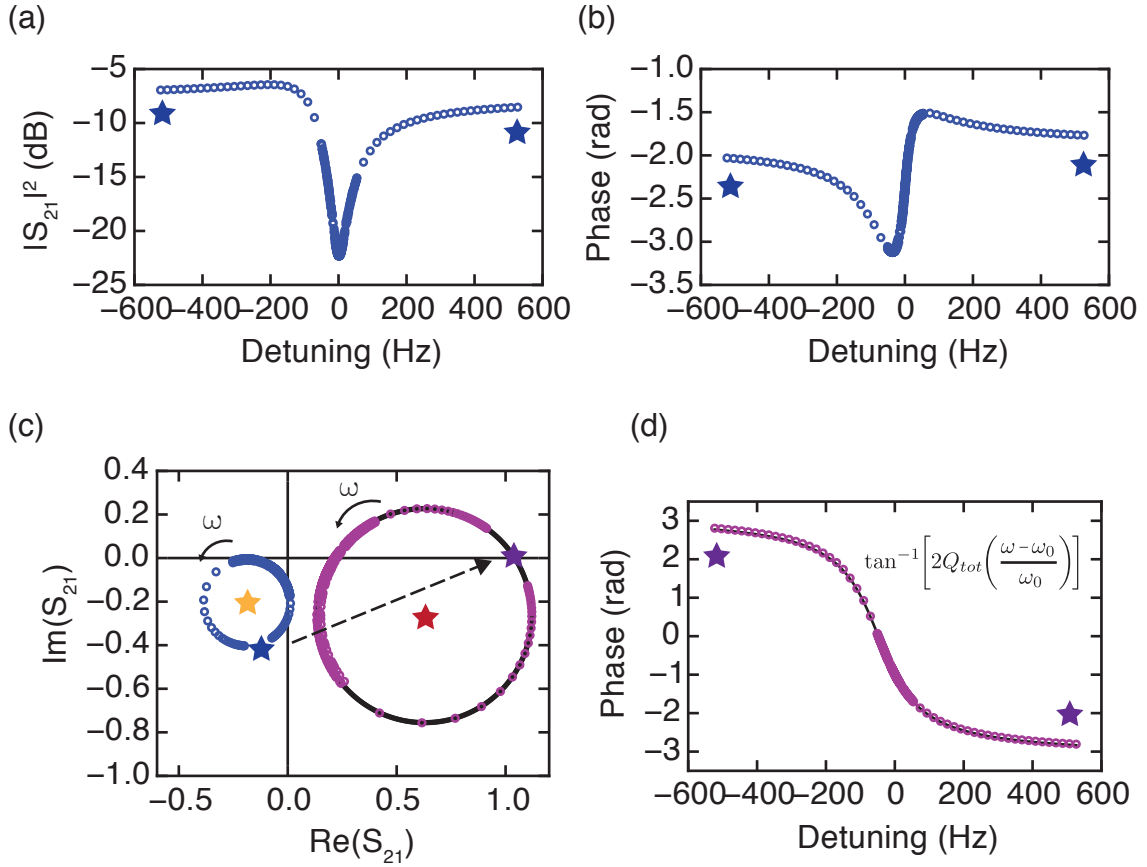 (a)
−5
−10
−15
−20
−25
|S21|² (dB)
−600 −400 −200 0 200 400 600
Detuning (Hz)
(b)
−1.0
−1.5
−2.0
−2.5
−3.0
−3.5
Phase (rad)
−600 −400 −200 0 200 400 600
Detuning (Hz)
(c)
0.4
0.2
0.0
−0.2
−0.4
−0.6
−0.8
−1.0
Im(S21)
ω
ω
−0.5 0.0 0.5 1.0
Re(S21)
(d)
3
2
1
0
−1
−2
−3
Phase (rad)
tan⁻¹[2Qtot((ω−ω0)/ω0)]
−600 −400 −200 0 200 400 600
Detuning (Hz)